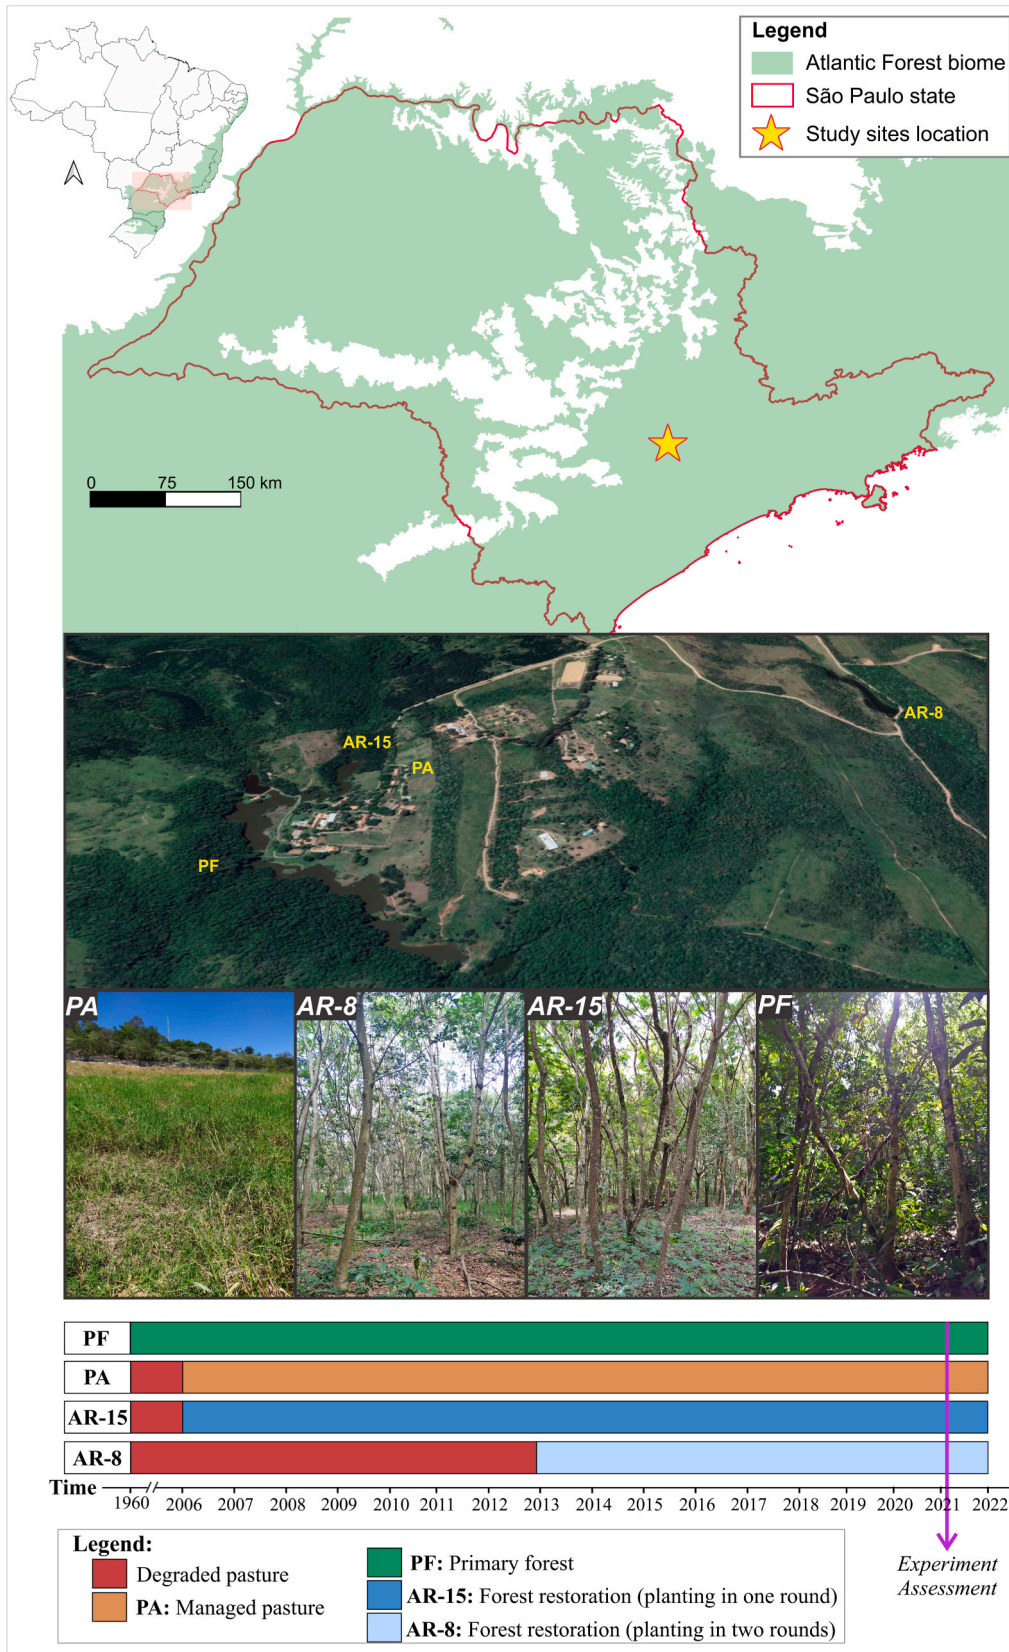 Legend
Atlantic Forest biome
São Paulo state
Study sites location
0 75 150 km
AR-8
AR-15
PA
PF
PA AR-8 AR-15 PF
PF
PA
AR-15
AR-8
Time
1960 2006 2007 2008 2009 2010 2011 2012 2013 2014 2015 2016 2017 2018 2019 2020 2021 2022
Legend:
Degraded pasture
PA: Managed pasture
PF: Primary forest
AR-15: Forest restoration (planting in one round)
AR-8: Forest restoration (planting in two rounds)
Experiment
Assessment